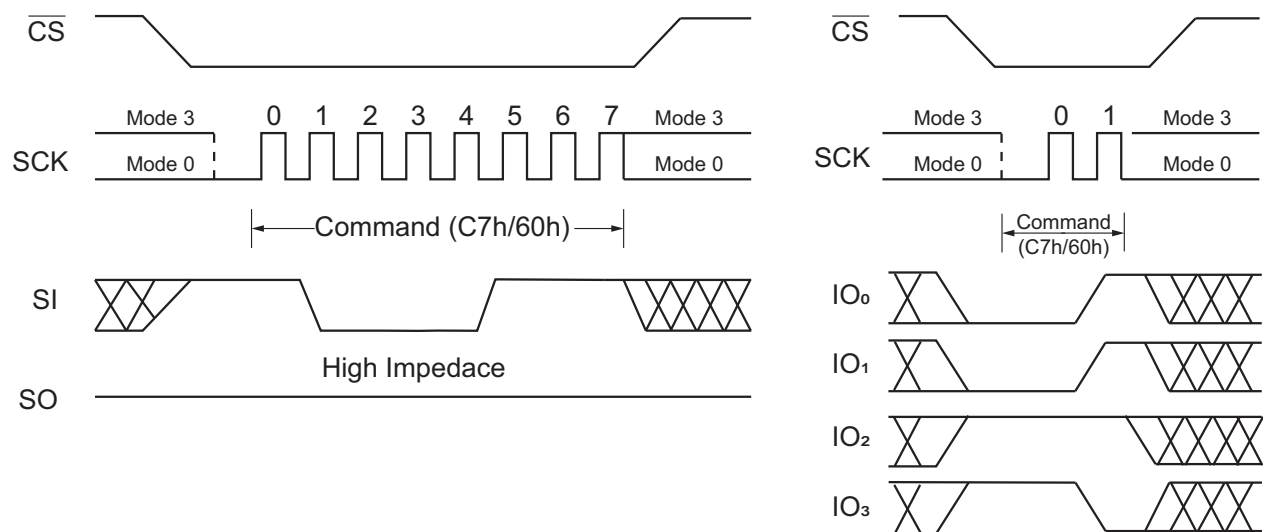 CS
Mode 3
0 1 2 3 4 5 6 7
Mode 3
SCK
Mode 0
Mode 0
Command (C7h/60h)
SI
High Impedace
SO
CS
Mode 3
0 1
Mode 3
SCK
Mode 0
Mode 0
Command
(C7h/60h)
IO₀
IO₁
IO₂
IO₃